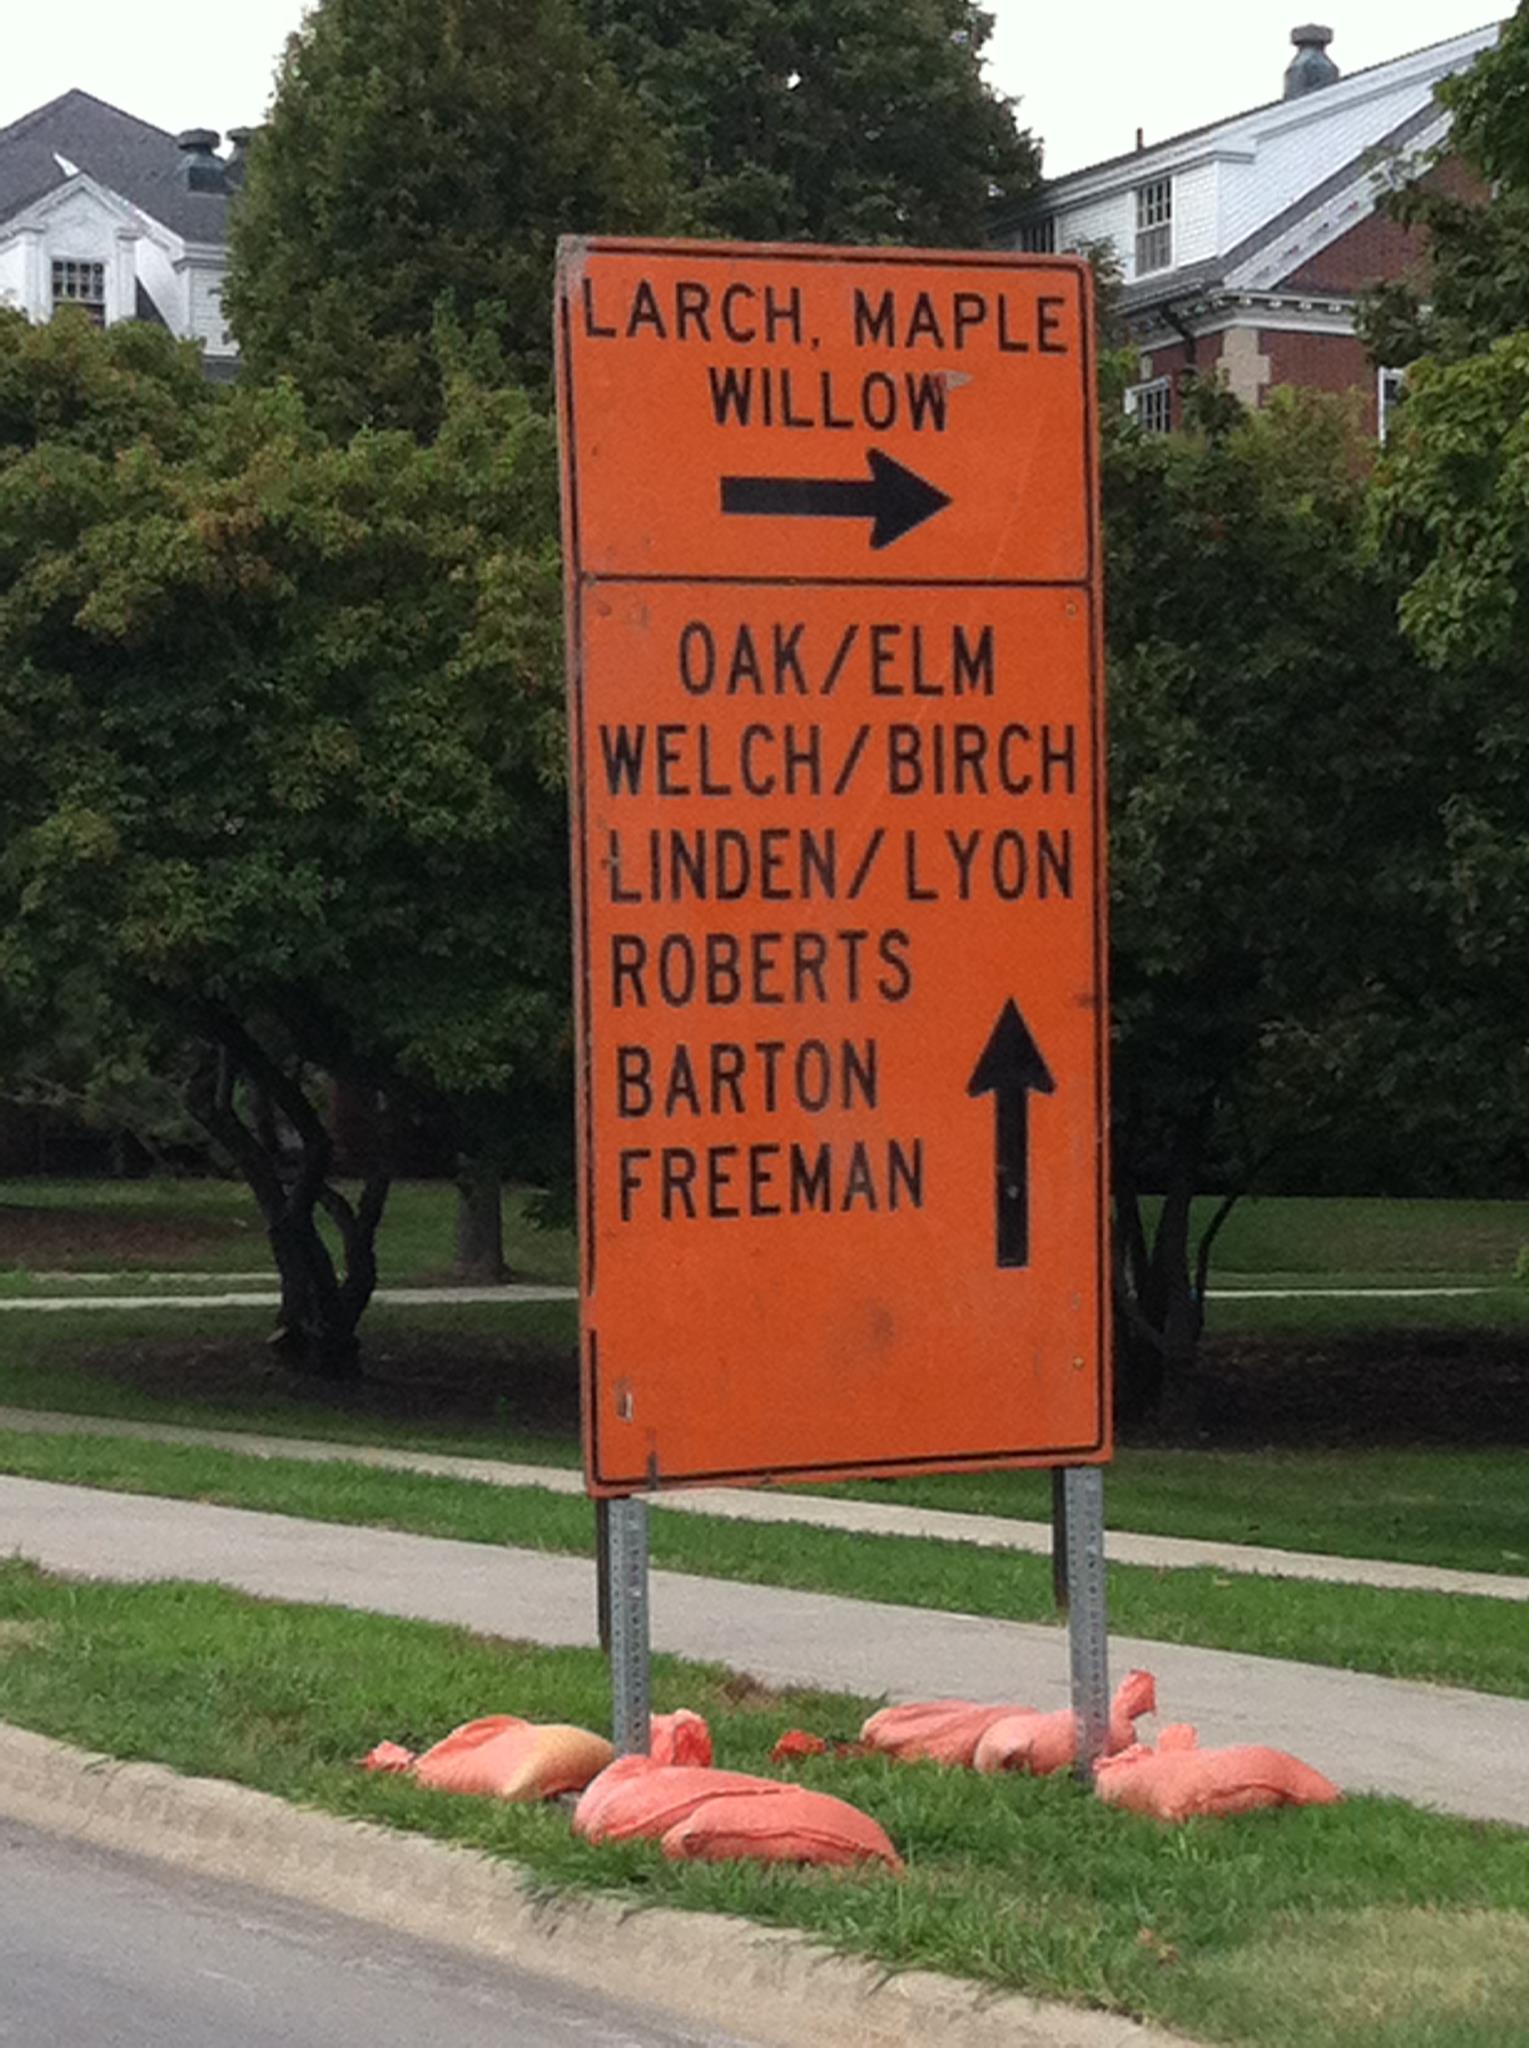 LARCH, MAPLE
WILLOW
OAK/ELM
WELCH/BIRCH
LINDEN/LYON
ROBERTS
BARTON
FREEMAN